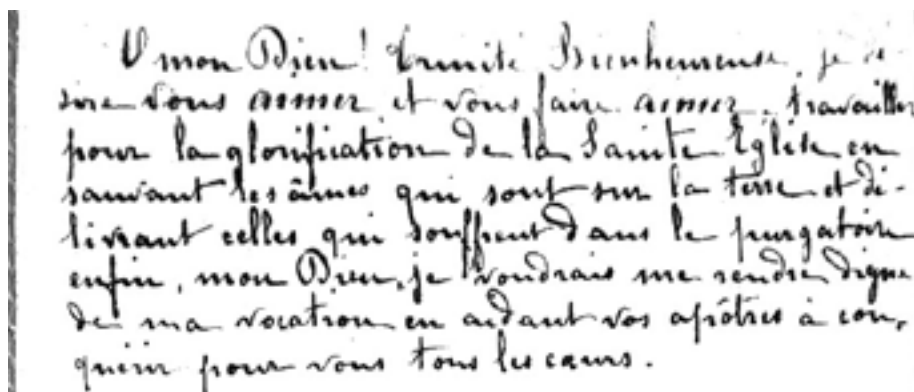 O mon Dieu! Trinité Bienheureuse, je dé
sire vous aimer et vous faire aimer, travailler
pour la glorification de la Sainte Eglise en
sauvant les âmes qui sont sur la terre et dé-
livrant celles qui souffrent dans le purgatoire
enfin, mon Dieu, je voudrais me rendre digne
de ma vocation en aidant vos apôtres à con-
quérir pour vous tous les cœurs.